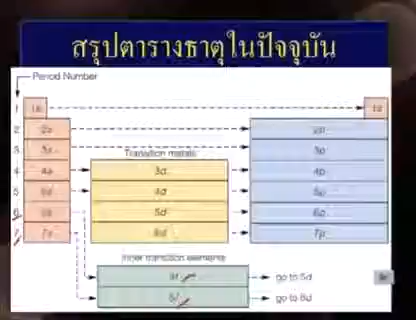 สรุปตารางธาตุในปัจจุบัน
Period Number
1 1s 1s
2 2s 2p
3 3s 3p
Transition metals
4 4s 3d 4p
5 5s 4d 5p
6 6s 5d 6p
7 7s 6d 7p
Inner transition elements
4f go to 5d
5f go to 6d